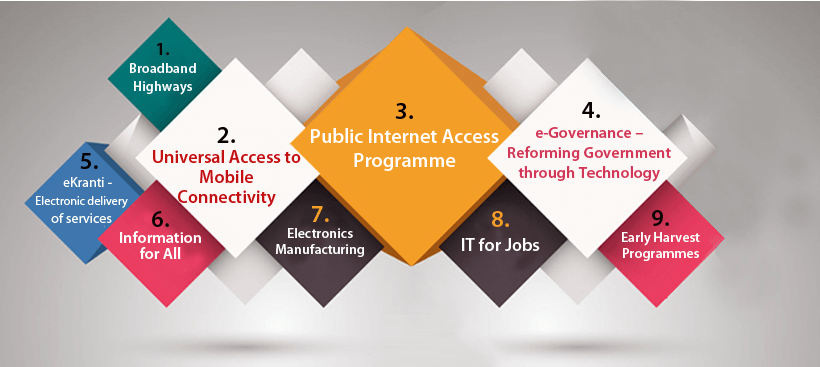 1.
Broadband
Highways
2.
Universal Access to
Mobile
Connectivity
3.
Public Internet Access
Programme
4.
e-Governance –
Reforming Government
through Technology
5.
eKranti -
Electronic delivery
of services
6.
Information
for All
7.
Electronics
Manufacturing
8.
IT for Jobs
9.
Early Harvest
Programmes